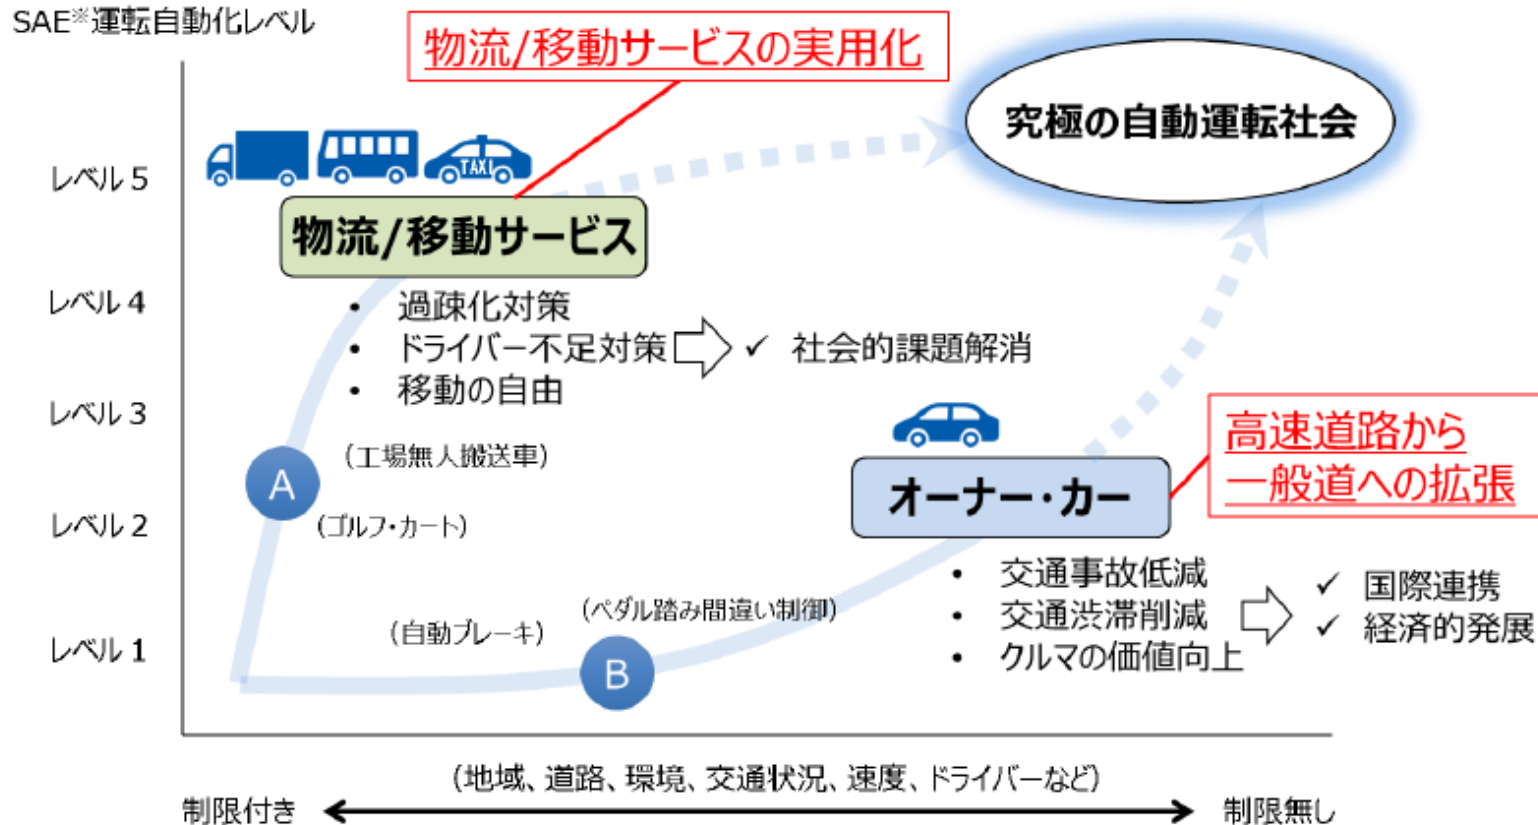 SAE※運転自動化レベル
物流/移動サービスの実用化
究極の自動運転社会
TAXI
レベル5
物流/移動サービス
レベル4
• 過疎化対策
• ドライバー不足対策
✓ 社会的課題解消
• 移動の自由
レベル3
高速道路から
一般道への拡張
(工場無人搬送車)
A
オーナー・カー
レベル2
(ゴルフ・カート)
• 交通事故低減
• 交通渋滞削減
• クルマの価値向上
✓ 国際連携
✓ 経済的発展
(ペダル踏み間違い制御)
(自動ブレーキ)
レベル1
B
(地域、道路、環境、交通状況、速度、ドライバーなど)
制限付き
制限無し